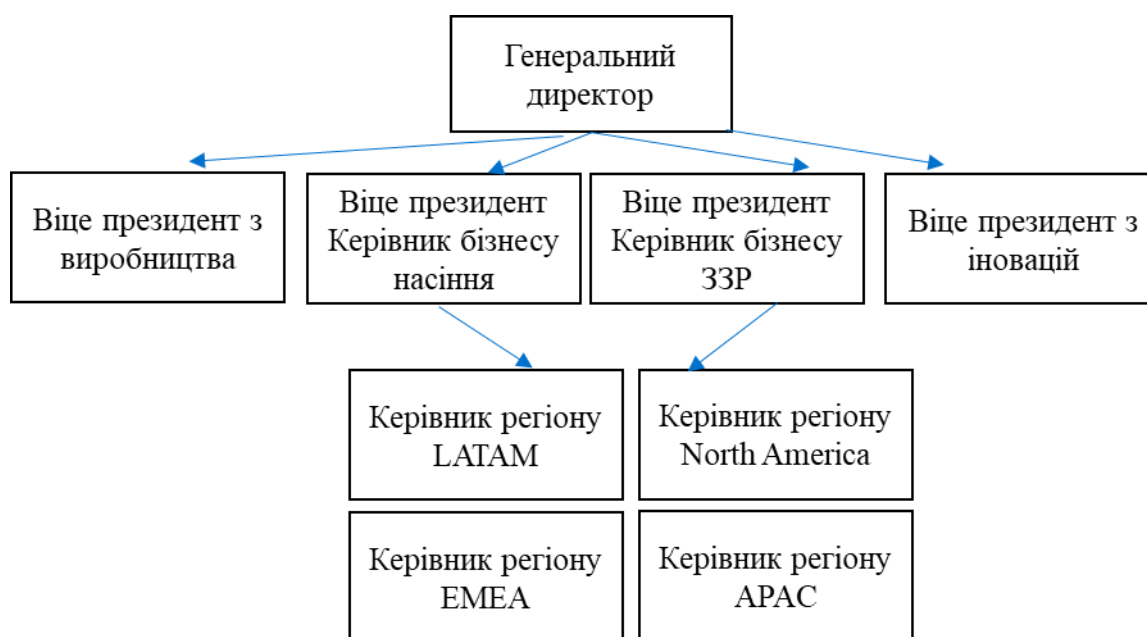 Генеральний
директор
Віце президент з
виробництва
Віце президент
Керівник бізнесу
насіння
Віце президент
Керівник бізнесу
ЗЗР
Віце президент з
іновацій
Керівник регіону
LATAM
Керівник регіону
North America
Керівник регіону
EMEA
Керівник регіону
APAC